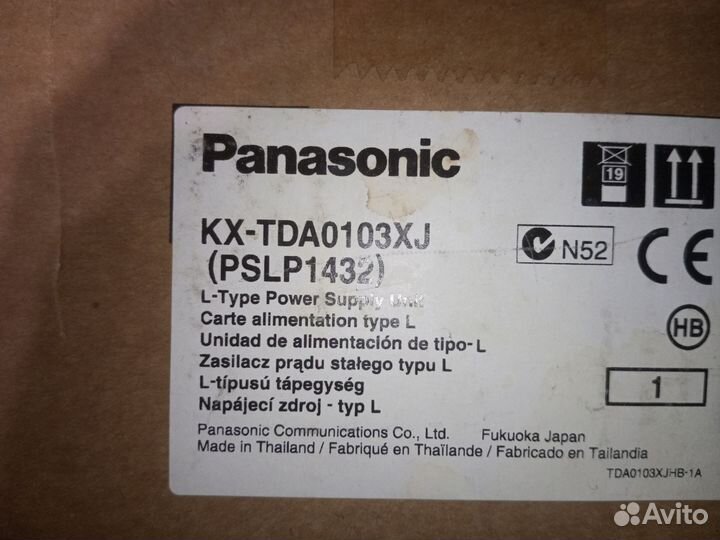 Panasonic
KX-TDA0103XJ
(PSLP1432)
L-Type Power Supply Unit
Carte alimentation type L
Unidad de alimentación de tipo-L
Zasilacz prądu stałego typu L
L-típusú tápegység
Napájecí zdroj - typ L
Panasonic Communications Co., Ltd. Fukuoka Japan
Made in Thailand / Fabriqué en Thaïlande / Fabricado en Tailandia
TDA0103XJHB-1A
19
N52
CE
HB
1
Avito